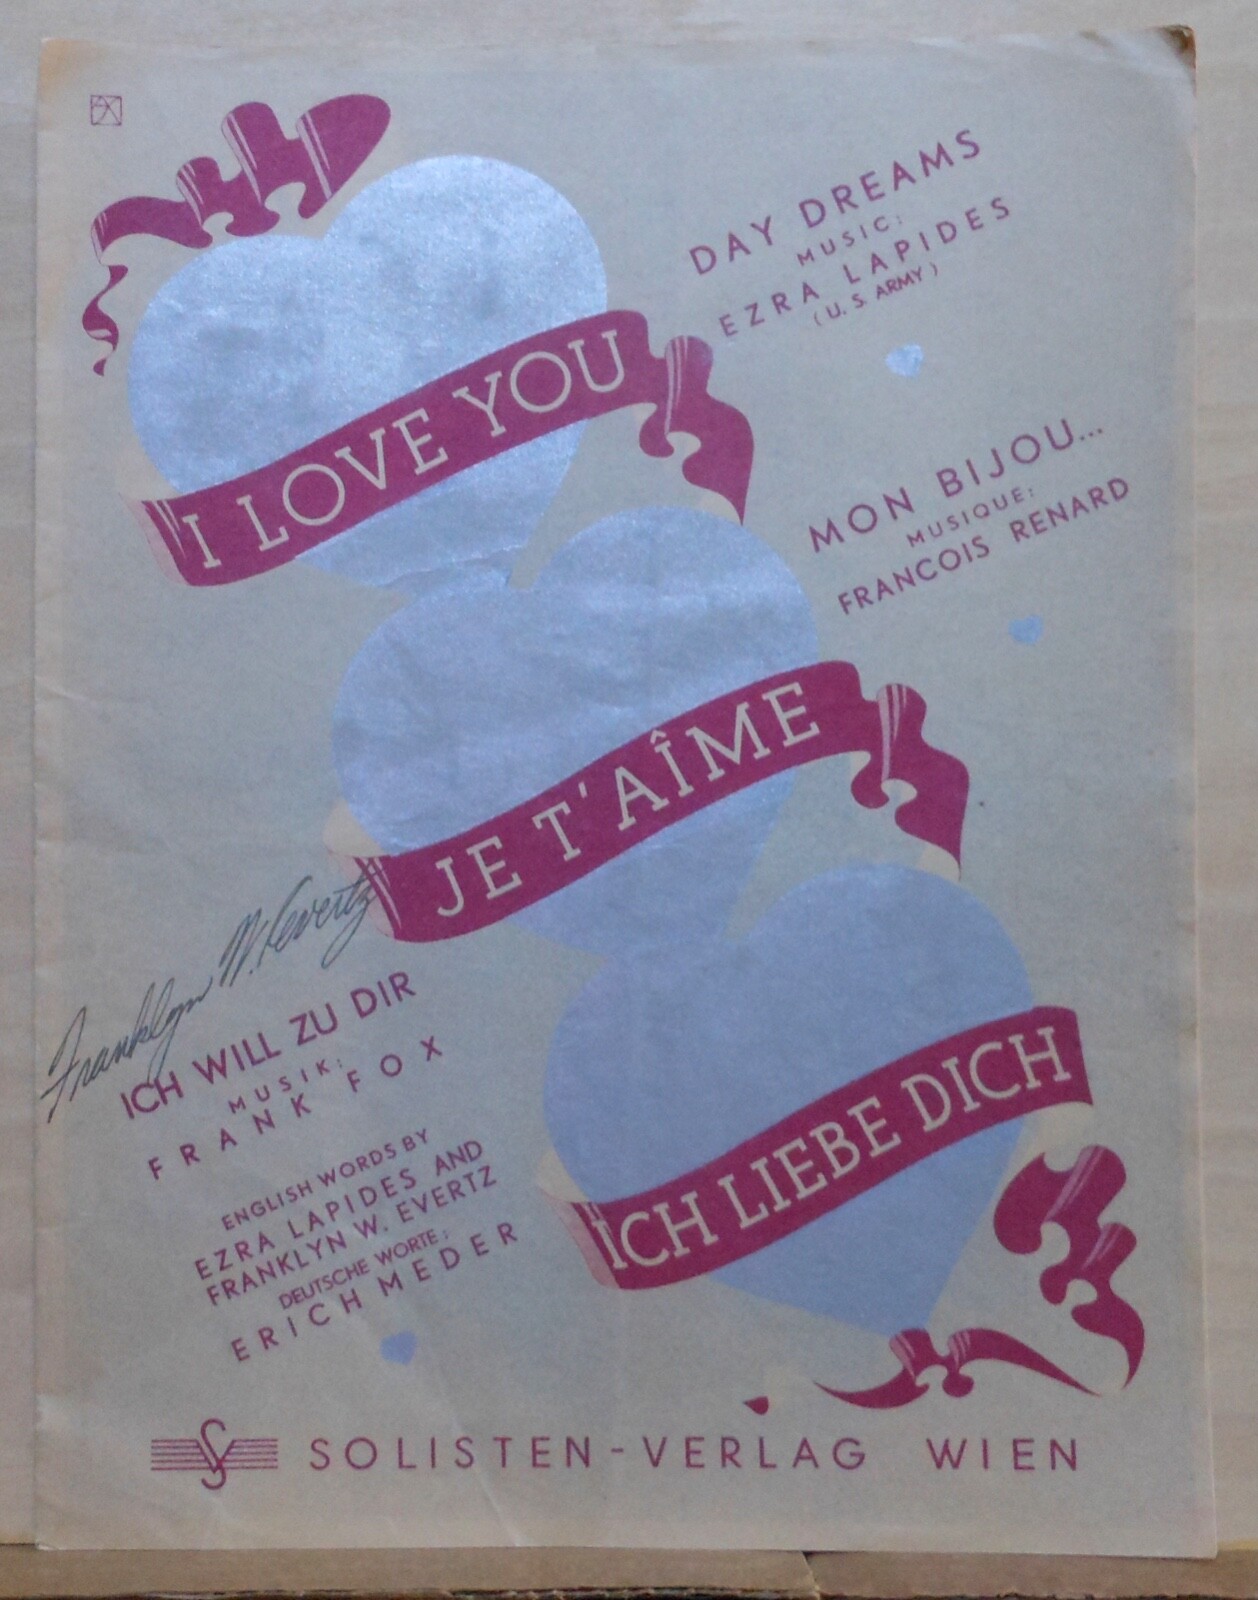 DAY DREAMS
MUSIC:
EZRA LAPIDES
(U. S. ARMY)
I LOVE YOU
MON BIJOU...
MUSIQUE:
FRANCOIS RENARD
JE T'AÎME
Franklyn W. Evertz
ICH WILL ZU DIR
MUSIK:
FRANK FOX
ICH LIEBE DICH
ENGLISH WORDS BY
EZRA LAPIDES AND
FRANKLYN W. EVERTZ
DEUTSCHE WORTE:
ERICH MEDER
SV SOLISTEN-VERLAG WIEN